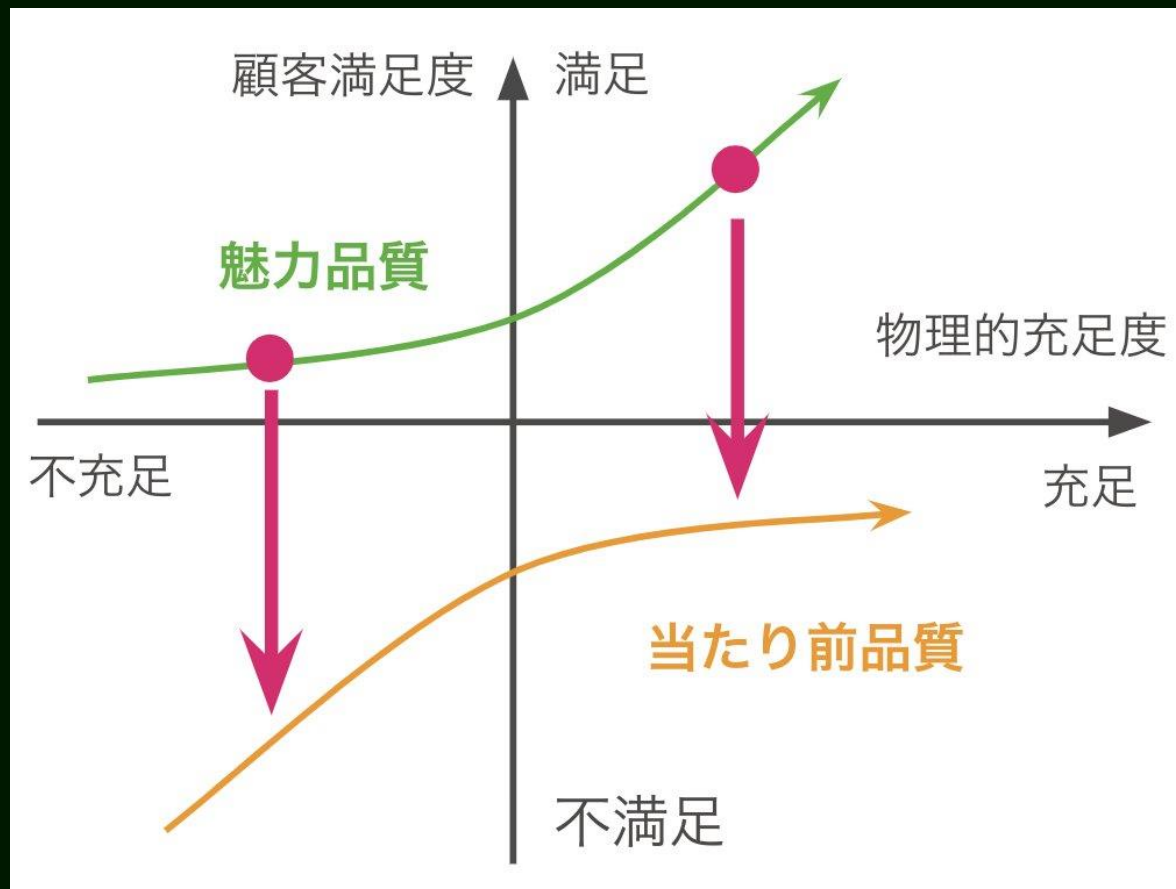 顧客満足度
満足
魅力品質
物理的充足度
不充足
充足
当たり前品質
不満足